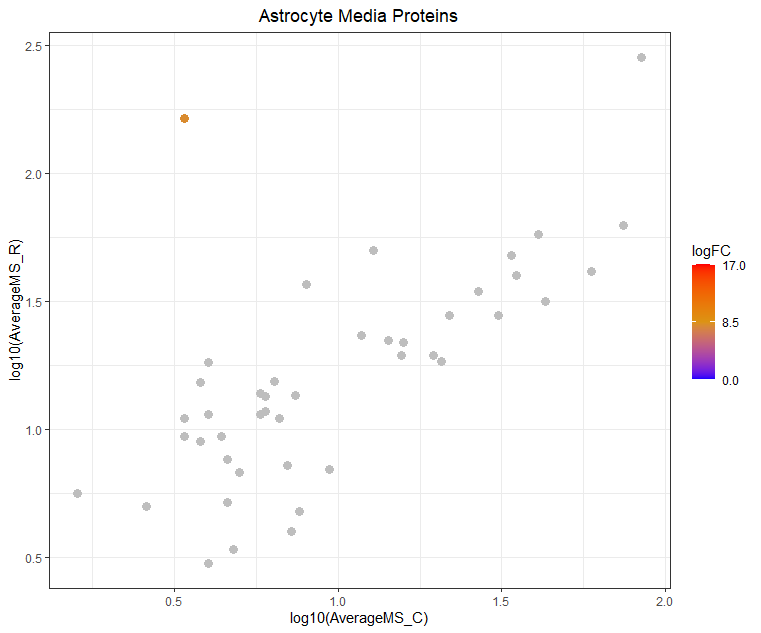 Astrocyte Media Proteins
log10(AverageMS_R)
2.5
2.0
1.5
1.0
0.5
0.5 1.0 1.5 2.0
log10(AverageMS_C)
logFC
17.0
8.5
0.0